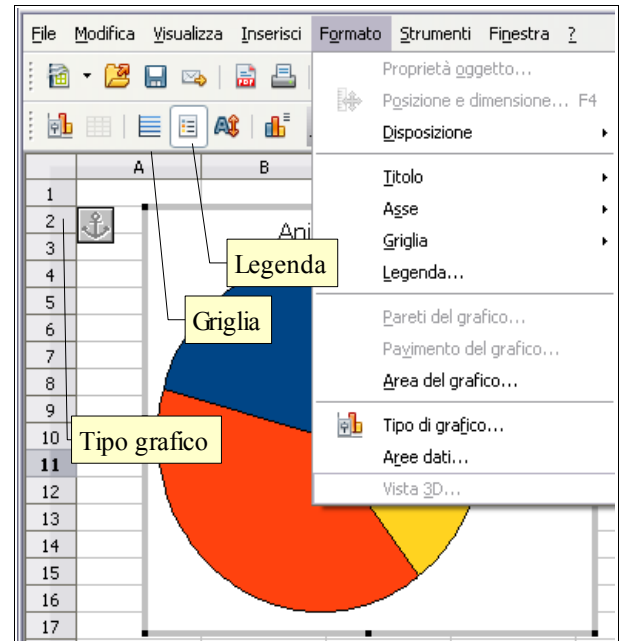 File Modifica Visualizza Inserisci Formato Strumenti Finestra ?
Proprietà oggetto...
Posizione e dimensione... F4
Disposizione
Titolo
Asse
Griglia
Legenda...
Pareti del grafico...
Pavimento del grafico...
Area del grafico...
Tipo di grafico...
Aree dati...
Vista 3D...
PDF
A B
1
2
3
4
5
6
7
8
9
10
11
12
13
14
15
16
17
Ani
Legenda
Griglia
Tipo grafico